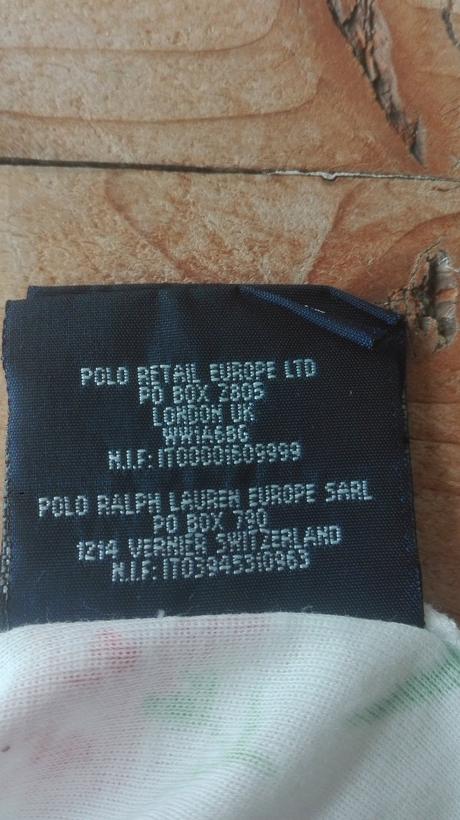 POLO RETAIL EUROPE LTD
PO BOX 2805
LONDON UK
WW1A6BG
N.I.F: IT00001609999
POLO RALPH LAUREN EUROPE SARL
PO BOX 790
1214 VERNIER SWITZERLAND
N.I.F: IT03945310963